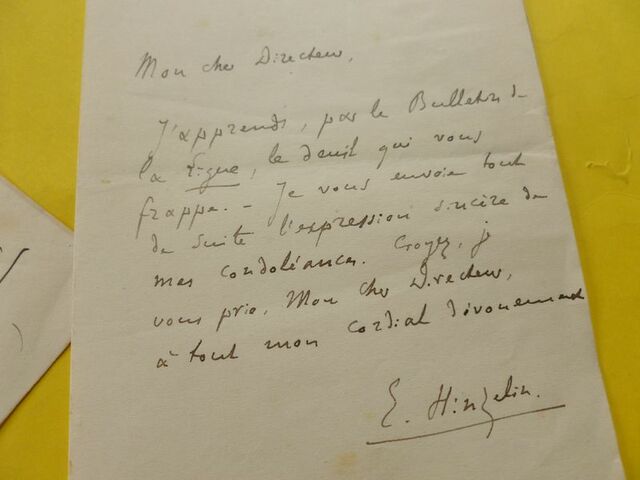 Mon cher Directeur,
J'apprends, par le Bulletin de
la Ligue, le deuil qui vous
frappe. – Je vous envoie tout
de suite l'expression sincère de
mes condoléances. Croyez, je
vous prie, Mon cher Directeur,
à tout mon cordial dévouement
E. Hinzelin.